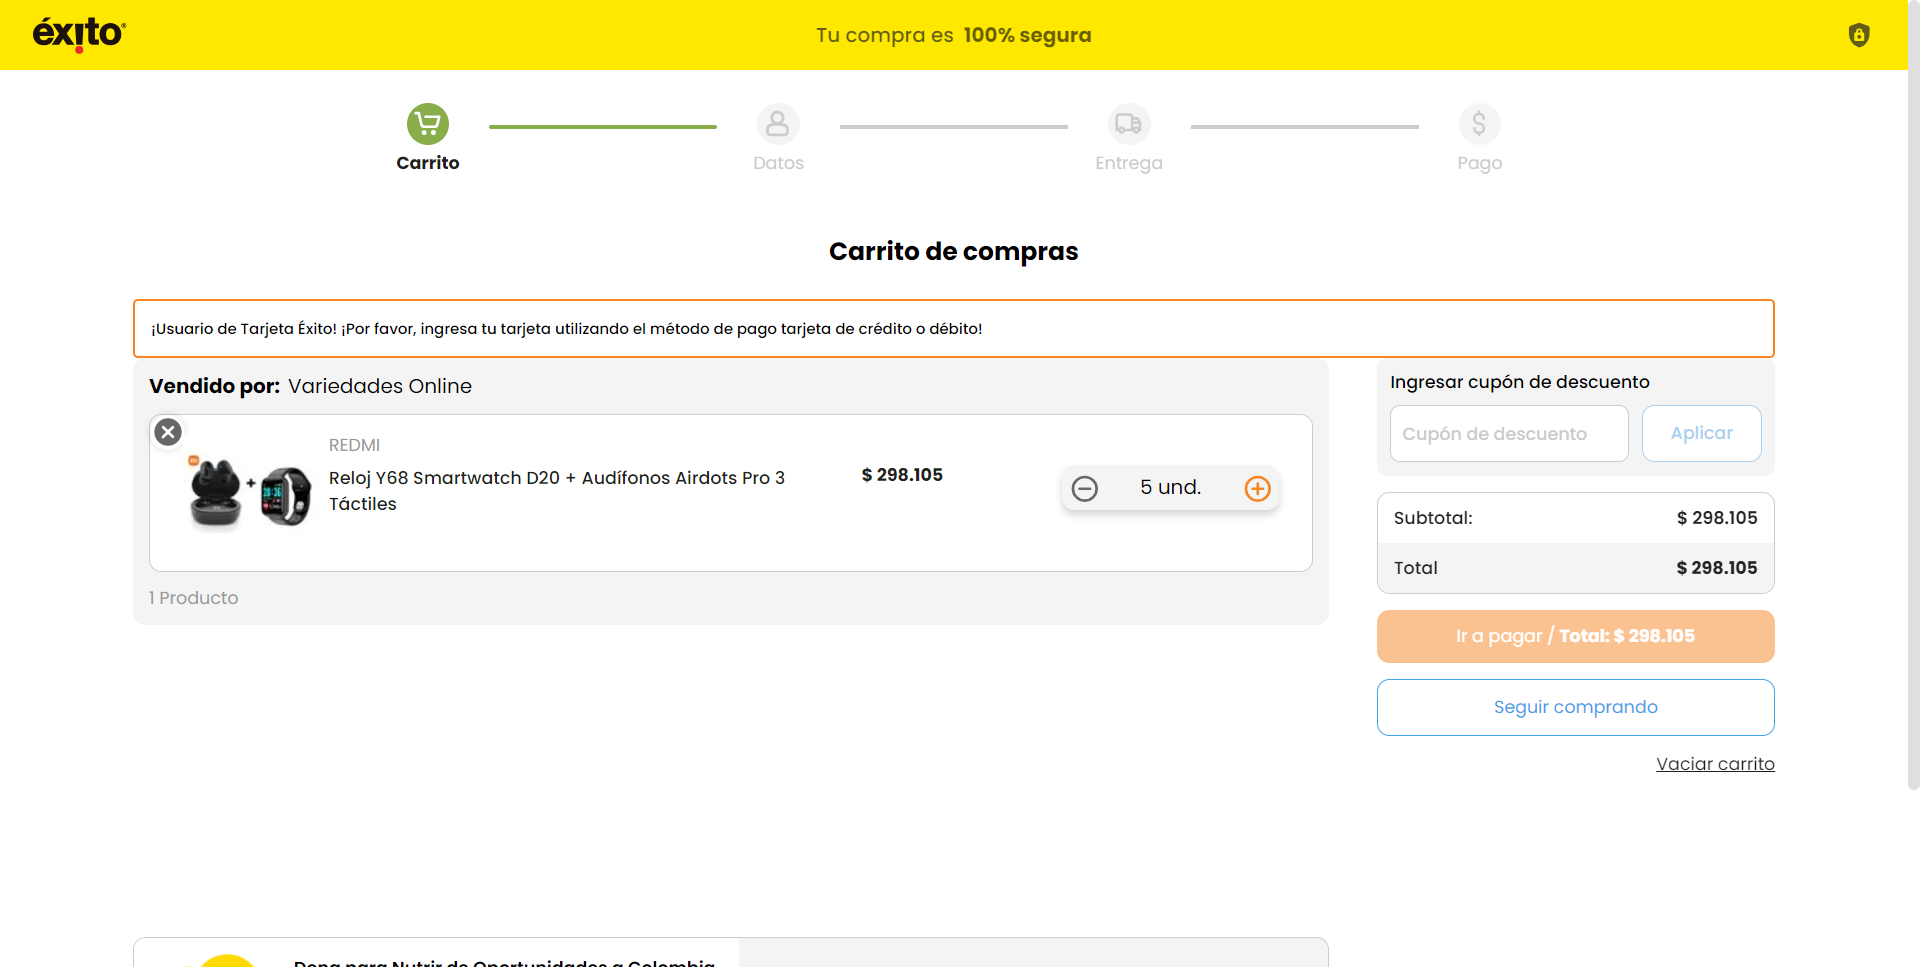 éxito
Tu compra es 100% segura
Carrito
Datos
Entrega
Pago
Carrito de compras
¡Usuario de Tarjeta Éxito! ¡Por favor, ingresa tu tarjeta utilizando el método de pago tarjeta de crédito o débito!
Vendido por: Variedades Online
REDMI
Reloj Y68 Smartwatch D20 + Audífonos Airdots Pro 3
Táctiles
$ 298.105
5 und.
1 Producto
Ingresar cupón de descuento
Cupón de descuento
Aplicar
Subtotal: $ 298.105
Total $ 298.105
Ir a pagar / Total: $ 298.105
Seguir comprando
Vaciar carrito
Dona para Nutrir de Oportunidades a Colombia